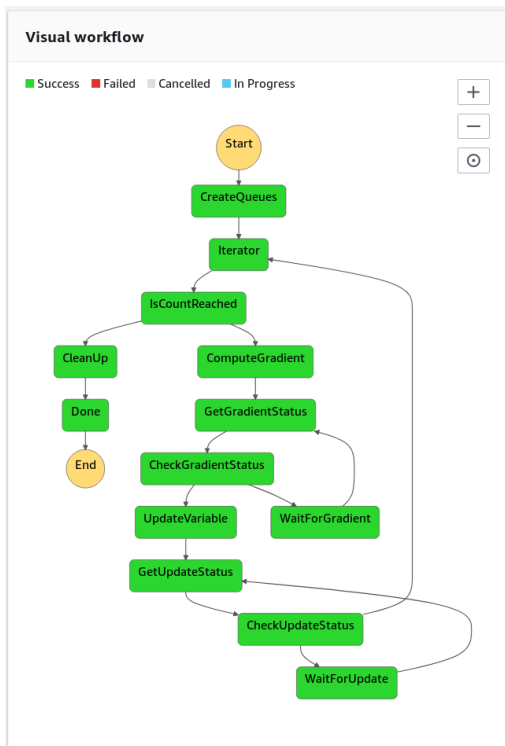 Visual workflow
Success Failed Cancelled In Progress
+
−
Start
CreateQueues
Iterator
IsCountReached
CleanUp ComputeGradient
Done GetGradientStatus
End CheckGradientStatus
UpdateVariable WaitForGradient
GetUpdateStatus
CheckUpdateStatus
WaitForUpdate